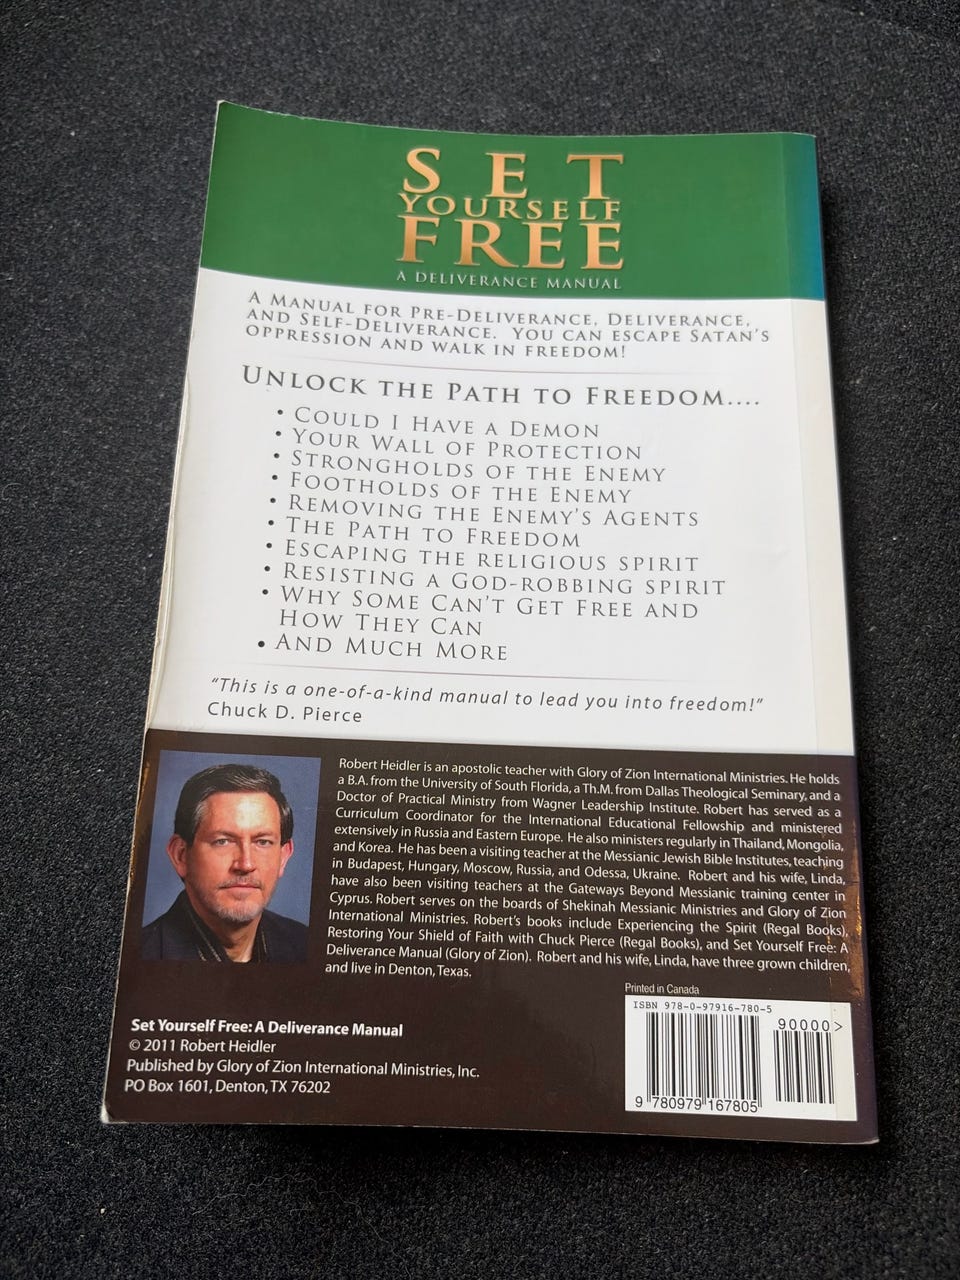 SET
YOURSELF
FREE
A DELIVERANCE MANUAL
A MANUAL FOR PRE-DELIVERANCE, DELIVERANCE,
AND SELF-DELIVERANCE. YOU CAN ESCAPE SATAN'S
OPPRESSION AND WALK IN FREEDOM!
UNLOCK THE PATH TO FREEDOM....
• COULD I HAVE A DEMON
• YOUR WALL OF PROTECTION
• STRONGHOLDS OF THE ENEMY
• FOOTHOLDS OF THE ENEMY
• REMOVING THE ENEMY'S AGENTS
• THE PATH TO FREEDOM
• ESCAPING THE RELIGIOUS SPIRIT
• RESISTING A GOD-ROBBING SPIRIT
• WHY SOME CAN'T GET FREE AND
HOW THEY CAN
• AND MUCH MORE
"This is a one-of-a-kind manual to lead you into freedom!"
Chuck D. Pierce
Robert Heidler is an apostolic teacher with Glory of Zion International Ministries. He holds
a B.A. from the University of South Florida, a Th.M. from Dallas Theological Seminary, and a
Doctor of Practical Ministry from Wagner Leadership Institute. Robert has served as a
Curriculum Coordinator for the International Educational Fellowship and ministered
extensively in Russia and Eastern Europe. He also ministers regularly in Thailand, Mongolia,
and Korea. He has been a visiting teacher at the Messianic Jewish Bible Institutes, teaching
in Budapest, Hungary, Moscow, Russia, and Odessa, Ukraine. Robert and his wife, Linda,
have also been visiting teachers at the Gateways Beyond Messianic training center in
Cyprus. Robert serves on the boards of Shekinah Messianic Ministries and Glory of Zion
International Ministries. Robert's books include Experiencing the Spirit (Regal Books),
Restoring Your Shield of Faith with Chuck Pierce (Regal Books), and Set Yourself Free: A
Deliverance Manual (Glory of Zion). Robert and his wife, Linda, have three grown children,
and live in Denton, Texas.
Printed in Canada
ISBN 978-0-97916-780-5
90000>
9 780979 167805
Set Yourself Free: A Deliverance Manual
© 2011 Robert Heidler
Published by Glory of Zion International Ministries, Inc.
PO Box 1601, Denton, TX 76202